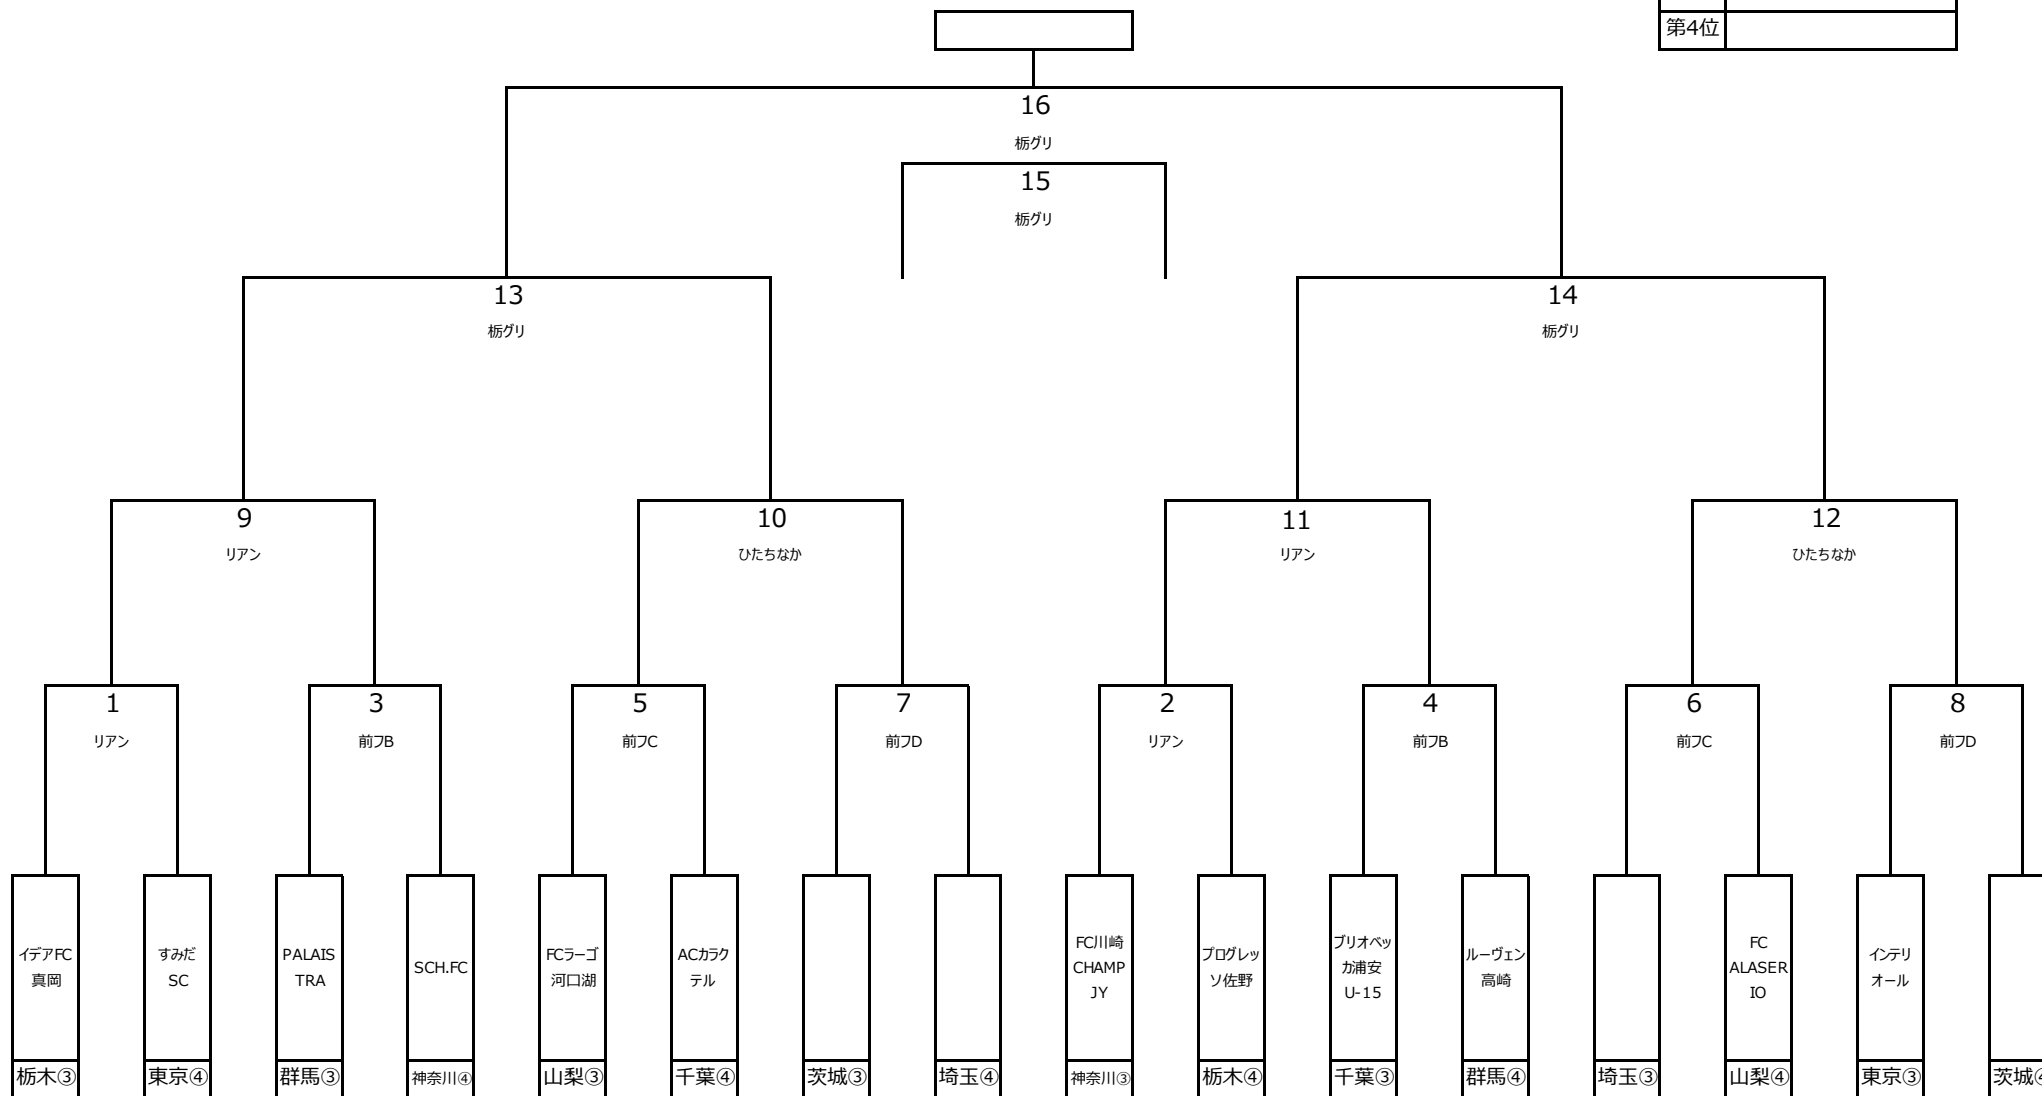 第4位
16
栃グリ
15
栃グリ
13
14
栃グリ
栃グリ
9
10
11
12
リアン
ひたちなか
リアン
ひたちなか
1
3
5
7
2
4
6
8
リアン
前フB
前フC
前フD
リアン
前フB
前フC
前フD
イデアFC
真岡
すみだ
SC
PALAIS
TRA
SCH.FC
FCラーゴ
河口湖
ACカラク
テル
FC川崎
CHAMP
JY
プログレッ
ソ佐野
ブリオベッ
カ浦安
U-15
ルーヴェン
高崎
FC
ALASER
IO
インテリ
オール
栃木③
東京④
群馬③
神奈川④
山梨③
千葉④
茨城③
埼玉④
神奈川③
栃木④
千葉③
群馬④
埼玉③
山梨④
東京③
茨城④